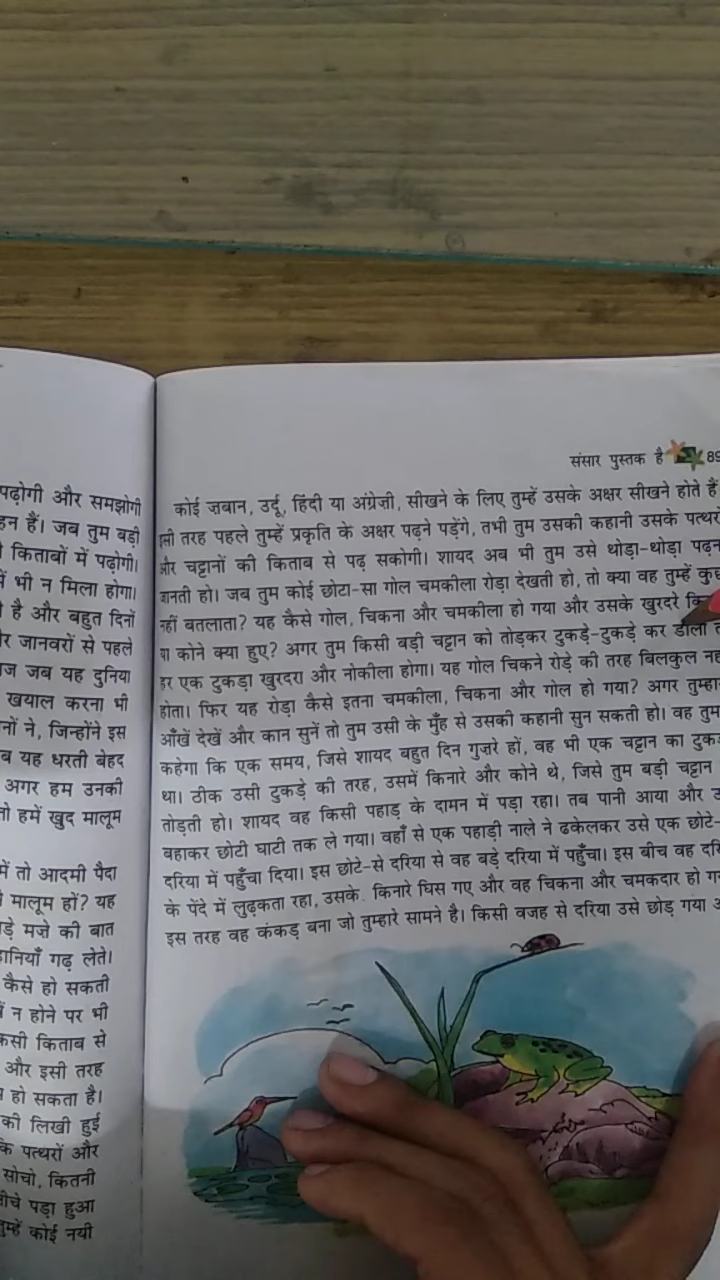 पढ़ोगी और समझोगी
हैं। जब तुम बड़ी
किताबों में पढ़ोगी।
भी न मिला होगा।
है और बहुत दिनों
जानवरों से पहले
जब यह दुनिया
खयाल करना भी
ने, जिन्होंने इस
यह धरती बेहद
अगर हम उनकी
तो हमें खुद मालूम
में तो आदमी पैदा
मालूम हों? यह
मज़े की बात
गढ़ लेते।
कैसे हो सकती
न होने पर भी
किताब से
और इसी तरह
हो सकता है।
की लिखी हुई
के पत्थरों और
सोचो, कितनी
पड़ा हुआ
तुम्हें कोई नयी
संसार पुस्तक है 89
कोई ज़बान, उर्दू, हिंदी या अंग्रेज़ी, सीखने के लिए तुम्हें उसके अक्षर सीखने होते हैं
इसी तरह पहले तुम्हें प्रकृति के अक्षर पढ़ने पड़ेंगे, तभी तुम उसकी कहानी उसके पत्थरों
और चट्टानों की किताब से पढ़ सकोगी। शायद अब भी तुम उसे थोड़ा-थोड़ा पढ़ना
जानती हो। जब तुम कोई छोटा-सा गोल चमकीला रोड़ा देखती हो, तो क्या वह तुम्हें कुछ
नहीं बतलाता? यह कैसे गोल, चिकना और चमकीला हो गया और उसके खुरदरे
या कोने क्या हुए? अगर तुम किसी बड़ी चट्टान को तोड़कर टुकड़े-टुकड़े कर डालो
हर एक टुकड़ा खुरदरा और नोकीला होगा। यह गोल चिकने रोड़े की तरह बिलकुल नहीं
होता। फिर यह रोड़ा कैसे इतना चमकीला, चिकना और गोल हो गया? अगर
आँखें देखें और कान सुनें तो तुम उसी के मुँह से उसकी कहानी सुन सकती हो। वह
कहेगा कि एक समय, जिसे शायद बहुत दिन गुज़रे हों, वह भी एक चट्टान का
था। ठीक उसी टुकड़े की तरह, उसमें किनारे और कोने थे, जिसे तुम बड़ी चट्टान
तोड़ती हो। शायद वह किसी पहाड़ के दामन में पड़ा रहा। तब पानी आया और
बहाकर छोटी घाटी तक ले गया। वहाँ से एक पहाड़ी नाले ने ढकेलकर उसे एक छोटे-
दरिया में पहुँचा दिया। इस छोटे-से दरिया से वह बड़े दरिया में पहुँचा। इस बीच वह
के पेंदे में लुढ़कता रहा, उसके किनारे घिस गए और वह चिकना और चमकदार हो
इस तरह वह कंकड़ बना जो तुम्हारे सामने है। किसी वजह से दरिया उसे छोड़ गया